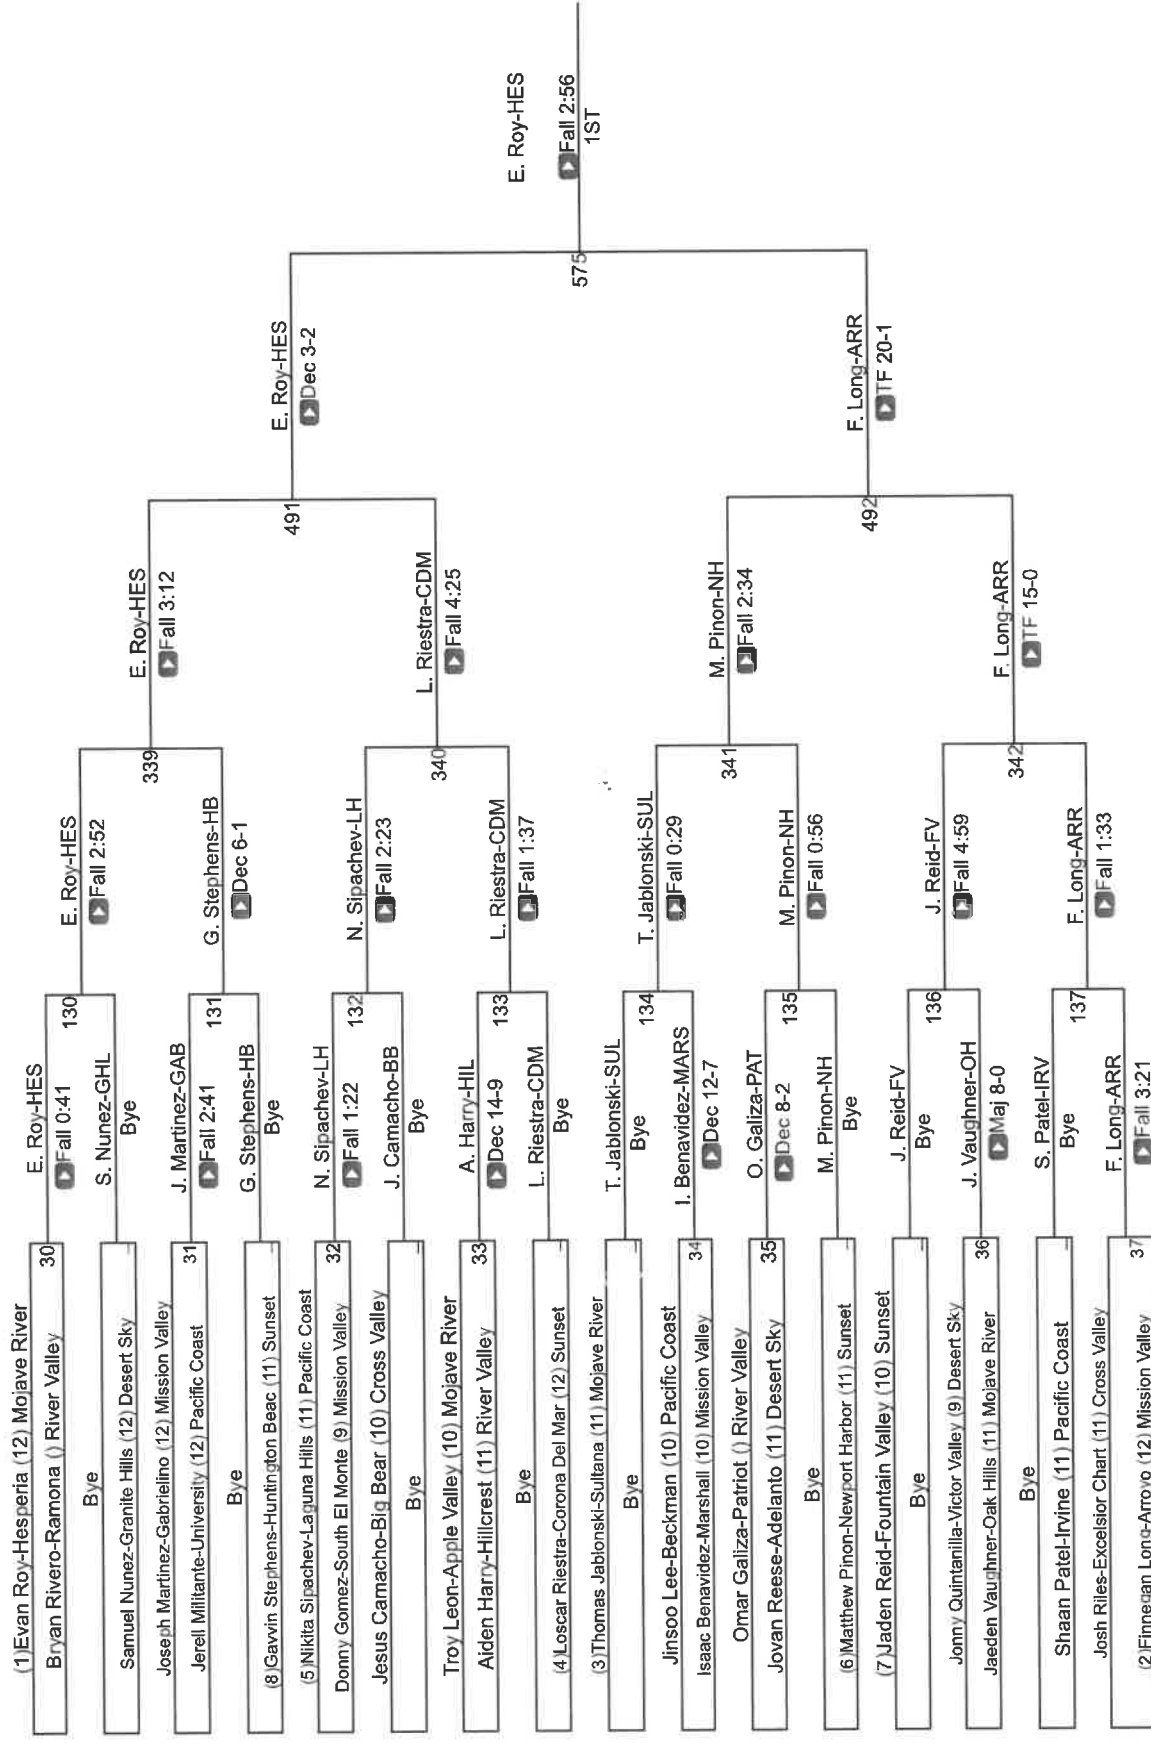 (1)Evan Roy-Hesperia (12) Mojave River
30
Bryan Rivero-Ramona () River Valley
Bye
Samuel Nunez-Granite Hills (12) Desert Sky
Joseph Martinez-Gabrielino (12) Mission Valley
31
Jerell Militante-University (12) Pacific Coast
Bye
(8)Gavvin Stephens-Huntington Beac (11) Sunset
(5)Nikita Sipachev-Laguna Hills (11) Pacific Coast
32
Donny Gomez-South El Monte (9) Mission Valley
Jesus Camacho-Big Bear (10) Cross Valley
Bye
Troy Leon-Apple Valley (10) Mojave River
33
Aiden Harry-Hillcrest (11) River Valley
Bye
(4)Loscar Riestra-Corona Del Mar (12) Sunset
(3)Thomas Jablonski-Sultana (11) Mojave River
Bye
Jinsoo Lee-Beckman (10) Pacific Coast
34
Isaac Benavidez-Marshall (10) Mission Valley
Omar Galiza-Patriot () River Valley
35
Jovan Reese-Adelanto (11) Desert Sky
Bye
(6)Matthew Pinon-Newport Harbor (11) Sunset
(7)Jaden Reid-Fountain Valley (10) Sunset
Bye
Jonny Quintanilla-Victor Valley (9) Desert Sky
36
Jaeden Vaughner-Oak Hills (11) Mojave River
Bye
Shaan Patel-Irvine (11) Pacific Coast
Josh Riles-Excelsior Chart (11) Cross Valley
37
(2)Finnegan Long-Arroyo (12) Mission Valley
E. Roy-HES
Fall 0:41
130
S. Nunez-GHL
Bye
J. Martinez-GAB
Fall 2:41
131
G. Stephens-HB
Bye
N. Sipachev-LH
Fall 1:22
132
J. Camacho-BB
Bye
A. Harry-HIL
Dec 14-9
133
L. Riestra-CDM
Bye
T. Jablonski-SUL
Bye
134
I. Benavidez-MARS
Dec 12-7
O. Galiza-PAT
Dec 8-2
135
M. Pinon-NH
Bye
J. Reid-FV
Bye
136
J. Vaughner-OH
Maj 8-0
S. Patel-IRV
Bye
137
F. Long-ARR
Fall 3:21
E. Roy-HES
Fall 2:52
339
G. Stephens-HB
Dec 6-1
N. Sipachev-LH
Fall 2:23
340
L. Riestra-CDM
Fall 1:37
T. Jablonski-SUL
Fall 0:29
341
M. Pinon-NH
Fall 0:56
J. Reid-FV
Fall 4:59
342
F. Long-ARR
Fall 1:33
E. Roy-HES
Fall 3:12
491
L. Riestra-CDM
Fall 4:25
M. Pinon-NH
Fall 2:34
492
F. Long-ARR
TF 15-0
E. Roy-HES
Dec 3-2
575
F. Long-ARR
TF 20-1
E. Roy-HES
Fall 2:56
1ST